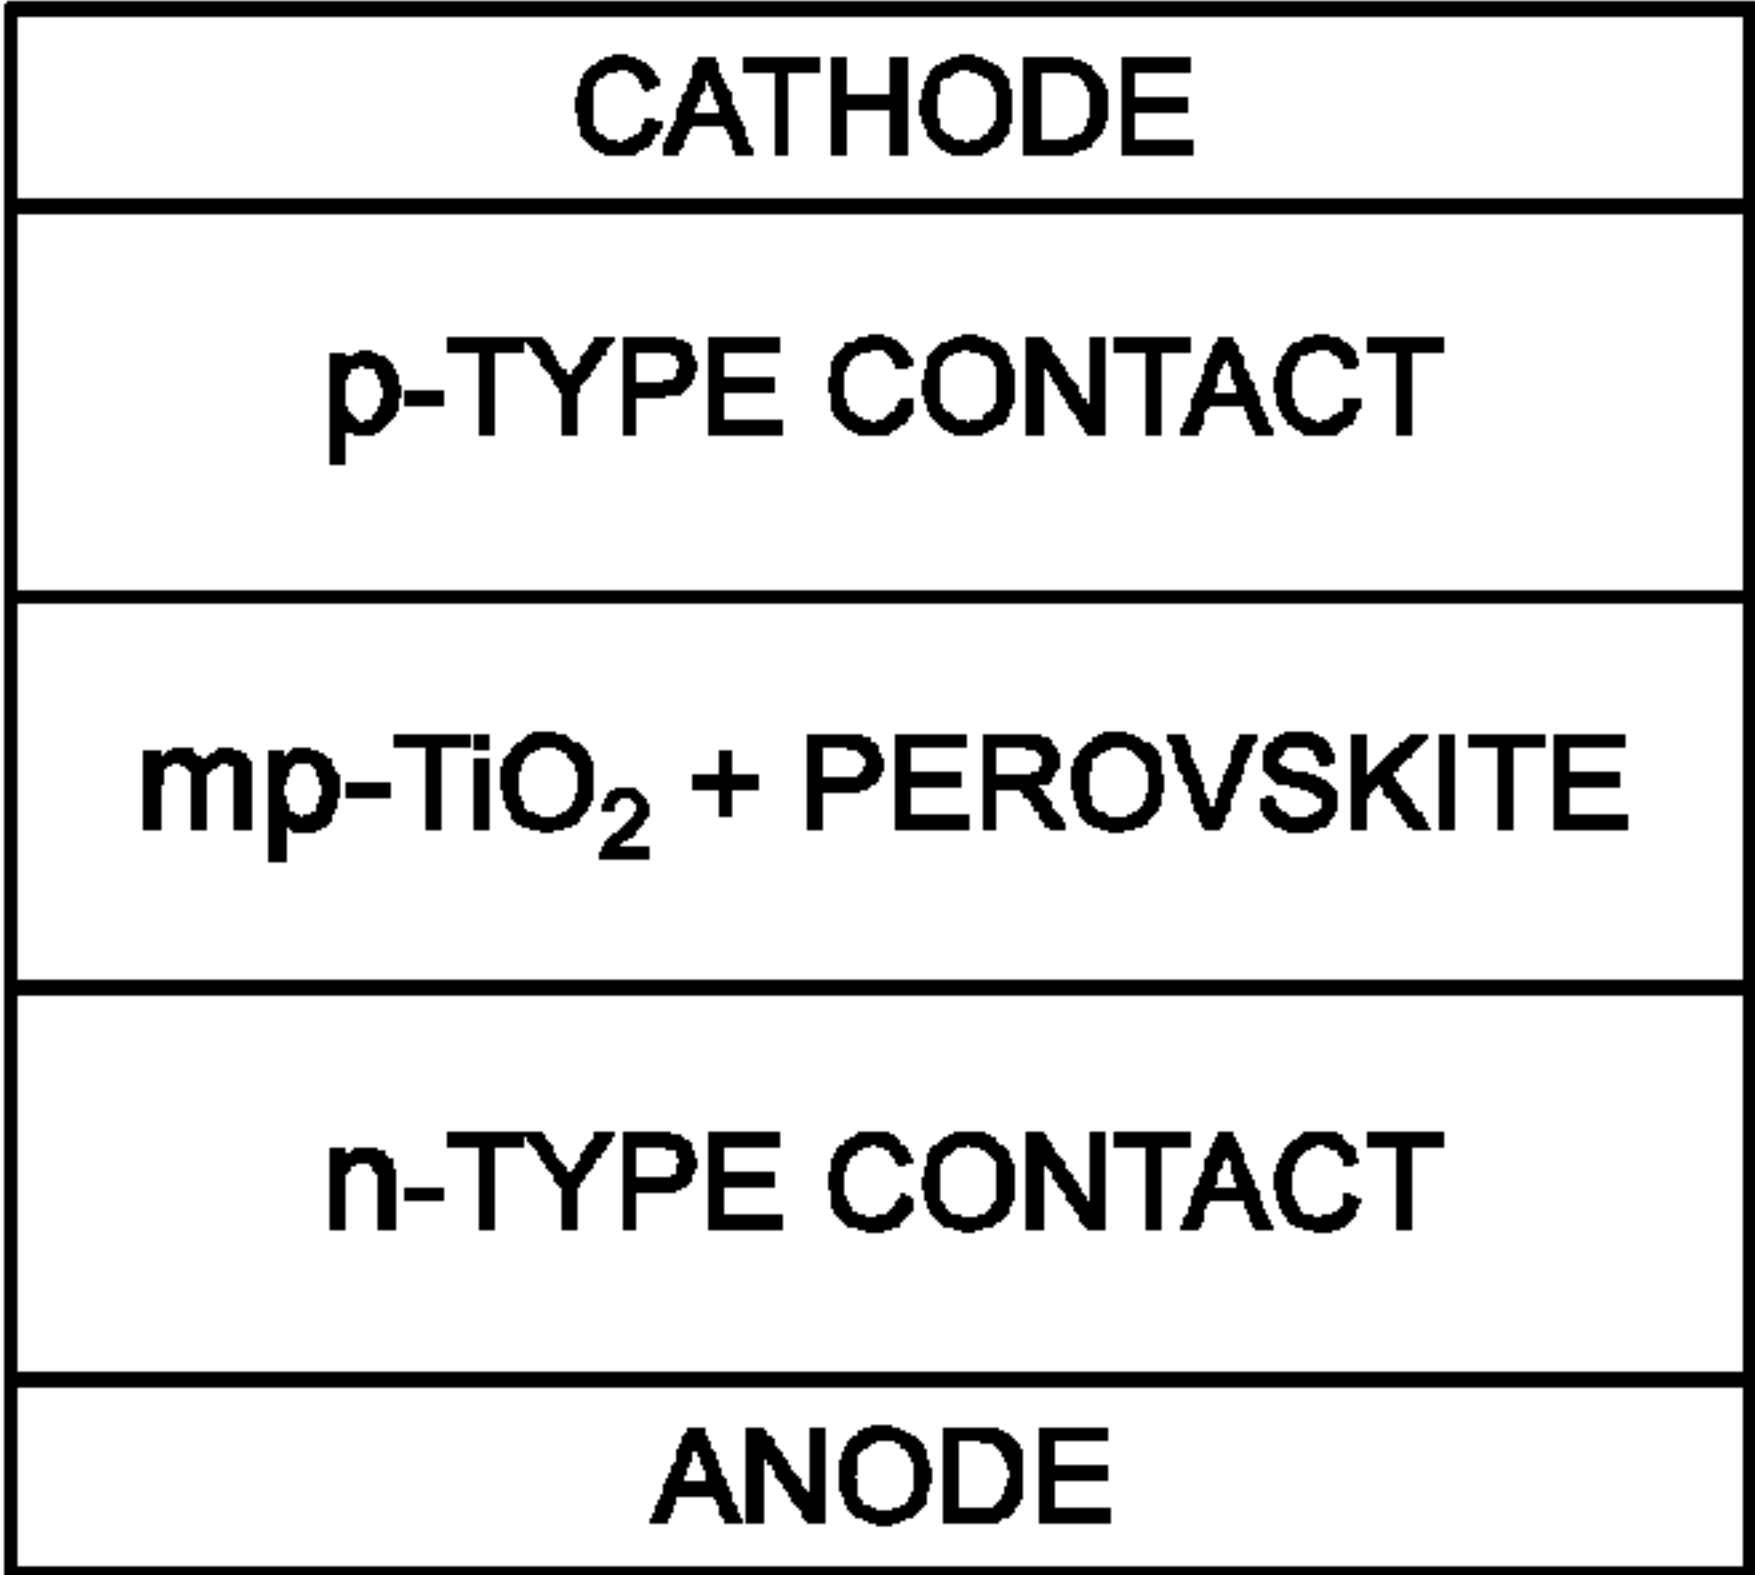 CATHODE
p-TYPE CONTACT
mp-TiO₂ + PEROVSKITE
n-TYPE CONTACT
ANODE